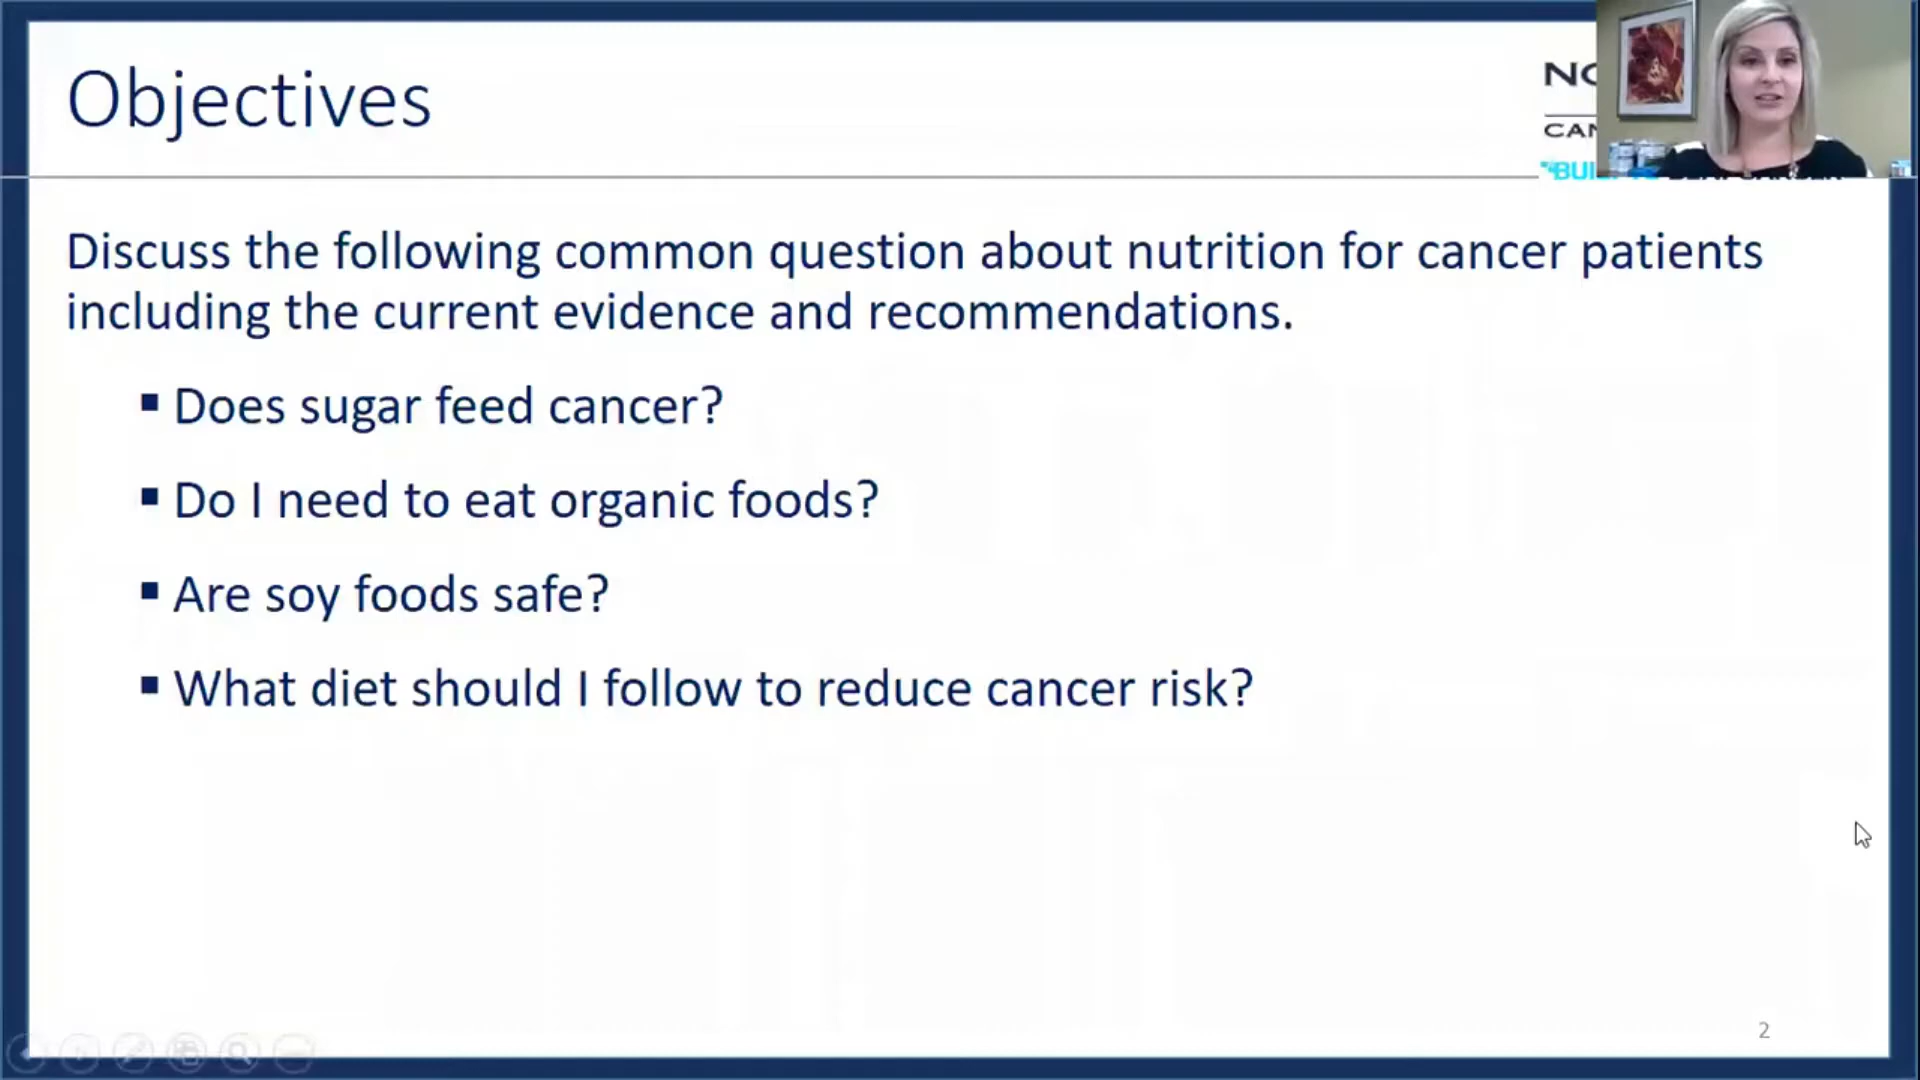 Objectives
Discuss the following common question about nutrition for cancer patients
including the current evidence and recommendations.
▪ Does sugar feed cancer?
▪ Do I need to eat organic foods?
▪ Are soy foods safe?
▪ What diet should I follow to reduce cancer risk?
2